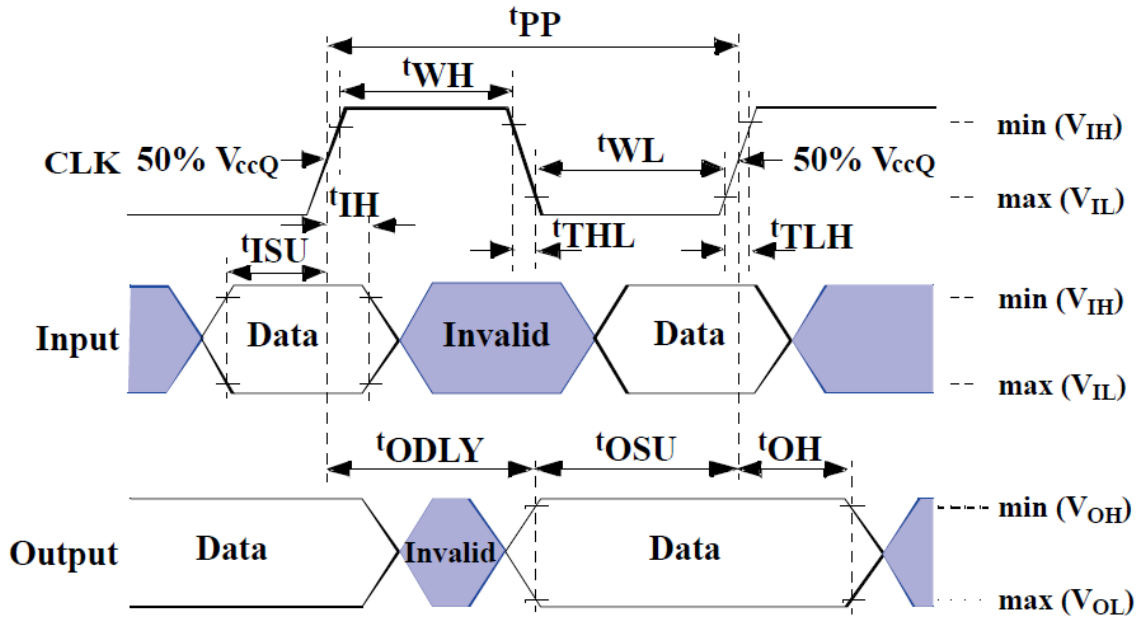 tPP
tWH
min (VIH)
CLK 50% VccQ
tWL
50% VccQ
max (VIL)
tIH
tTHL
tTLH
tISU
min (VIH)
Input Data Invalid Data
max (VIL)
tODLY tOSU tOH
min (VOH)
Output Data Invalid Data
max (VOL)